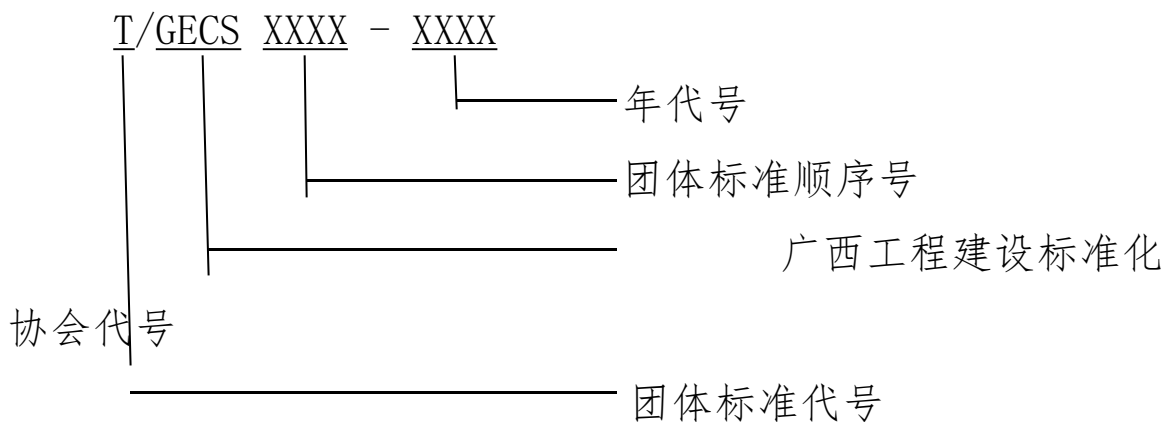 T/GECS XXXX - XXXX
年代号
团体标准顺序号
广西工程建设标准化
协会代号
团体标准代号